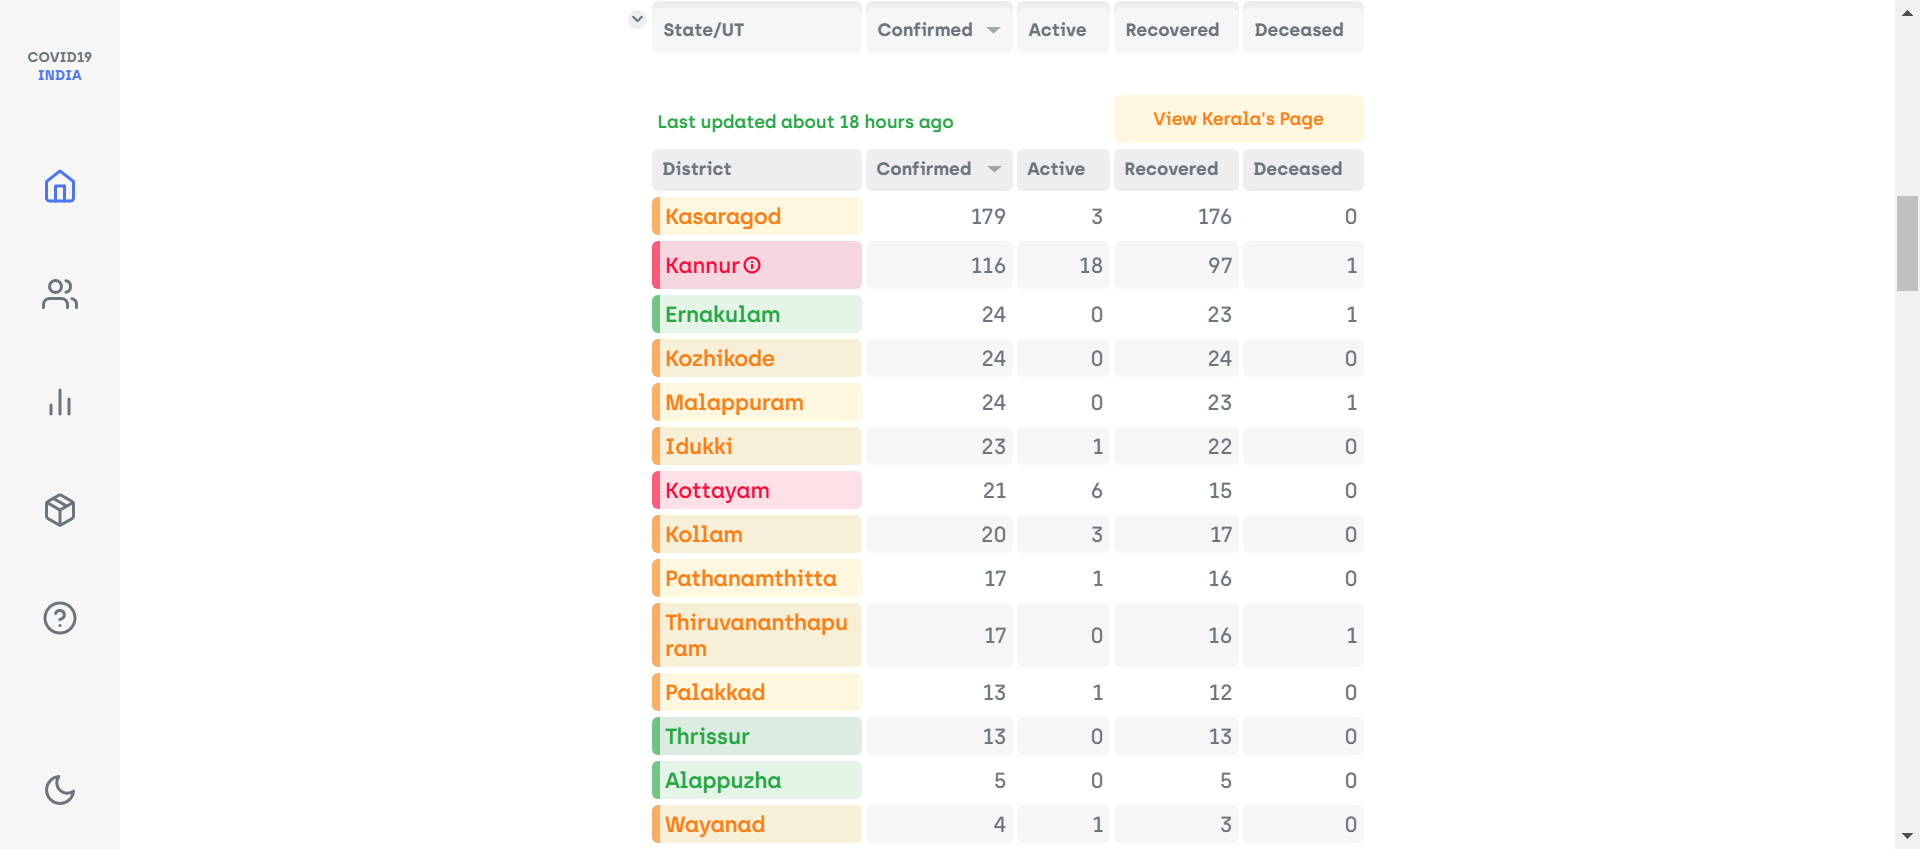 COVID19
INDIA
State/UT Confirmed Active Recovered Deceased
Last updated about 18 hours ago View Kerala's Page
District Confirmed Active Recovered Deceased
Kasaragod 179 3 176 0
Kannur 116 18 97 1
Ernakulam 24 0 23 1
Kozhikode 24 0 24 0
Malappuram 24 0 23 1
Idukki 23 1 22 0
Kottayam 21 6 15 0
Kollam 20 3 17 0
Pathanamthitta 17 1 16 0
Thiruvananthapu
ram 17 0 16 1
Palakkad 13 1 12 0
Thrissur 13 0 13 0
Alappuzha 5 0 5 0
Wayanad 4 1 3 0